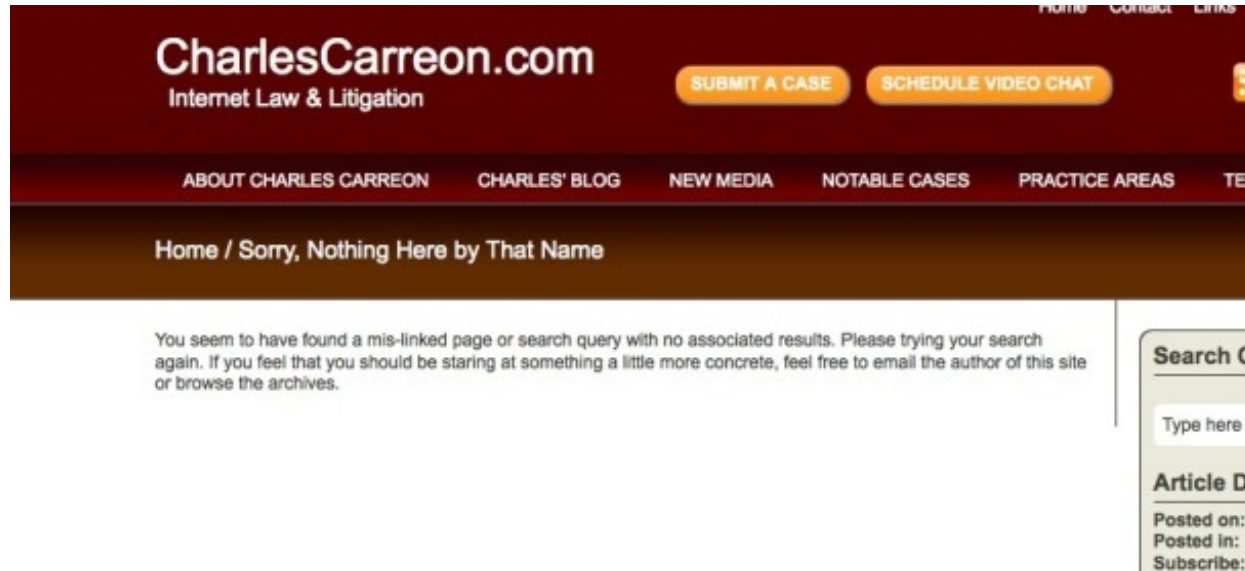 Home Contact Links
CharlesCarreon.com
Internet Law & Litigation
SUBMIT A CASE SCHEDULE VIDEO CHAT
ABOUT CHARLES CARREON CHARLES' BLOG NEW MEDIA NOTABLE CASES PRACTICE AREAS TE
Home / Sorry, Nothing Here by That Name
You seem to have found a mis-linked page or search query with no associated results. Please trying your search
again. If you feel that you should be staring at something a little more concrete, feel free to email the author of this site
or browse the archives.
Search
Type here
Article D
Posted on:
Posted in:
Subscribe: